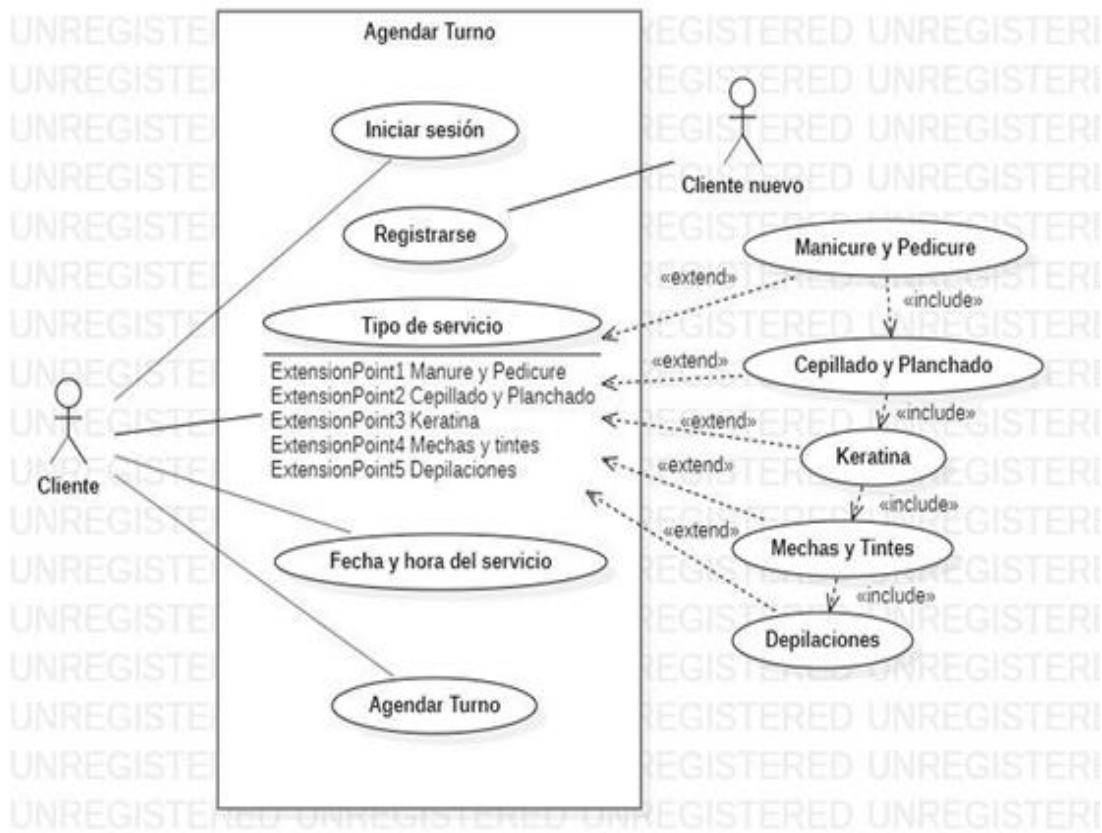 Agendar Turno
Iniciar sesión
Cliente nuevo
Registrarse
Manicure y Pedicure
«extend»
«include»
Tipo de servicio
ExtensionPoint1 Manure y Pedicure
ExtensionPoint2 Cepillado y Planchado
ExtensionPoint3 Keratina
ExtensionPoint4 Mechas y tintes
ExtensionPoint5 Depilaciones
«extend»
Cepillado y Planchado
«include»
«extend»
Keratina
«extend»
«include»
Cliente
«extend»
Mechas y Tintes
Fecha y hora del servicio
«include»
Depilaciones
Agendar Turno
UNREGISTERED UNREGISTERED UNREGISTERED